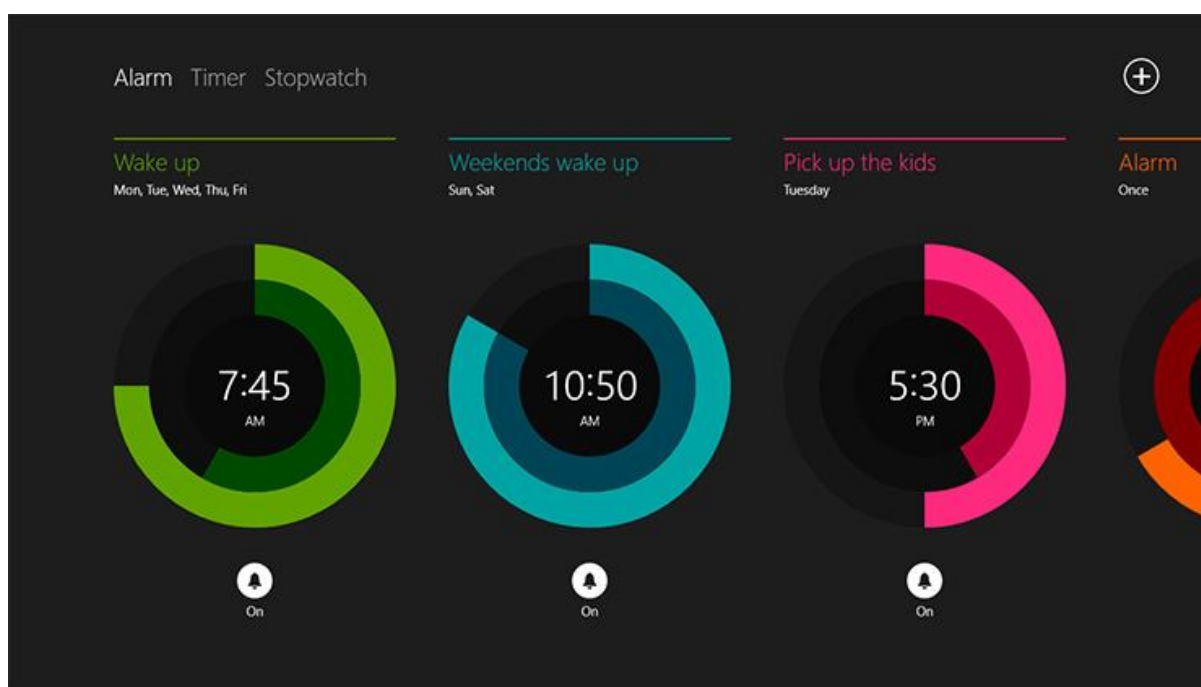 Alarm Timer Stopwatch
Wake up
Mon, Tue, Wed, Thu, Fri
7:45
AM
On
Weekends wake up
Sun, Sat
10:50
AM
On
Pick up the kids
Tuesday
5:30
PM
On
Alarm
Once